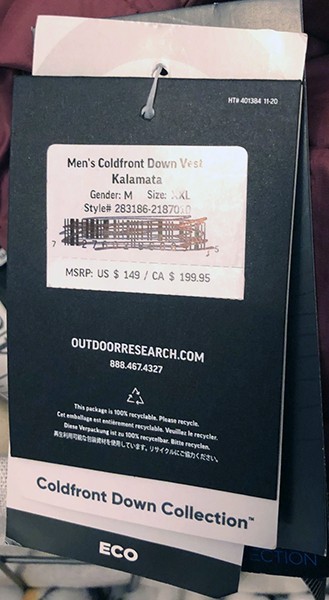 HT# 401384 11-20
Men's Coldfront Down Vest
Kalamata
Gender: M Size: XXL
Style# 283186-2187010
MSRP: US $ 149 / CA $ 199.95
OUTDOORRESEARCH.COM
888.467.4327
This package is 100% recyclable. Please recycle.
Cet emballage est entièrement recyclable. Veuillez le recycler.
Diese Verpackung ist zu 100% recycelbar. Bitte recyceln.
再生利用可能な包装資材を使用しています。リサイクルにご協力ください。
Coldfront Down Collection™
ECO
ECTION